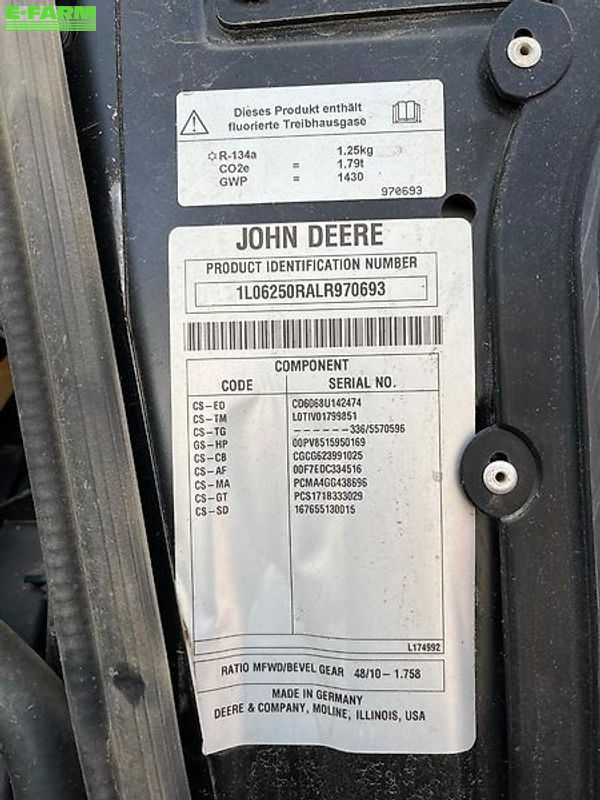 E-FARM
Dieses Produkt enthält
fluorierte Treibhausgase
R-134a 1.25kg
CO2e = 1.79t
GWP = 1430
970693
JOHN DEERE
PRODUCT IDENTIFICATION NUMBER
1L06250RALR970693
COMPONENT
CODE SERIAL NO.
CS-EO CD6068U142474
CS-TM L0TIV01799851
CS-TG ------336/5570596
GS-HP 00PV8515950169
CS-CB CGCG623991025
CS-AF 00F7EDC334516
CS-MA PCMA4GG438696
CS-GT PCS171B333029
CS-SD 167655130015
L174992
RATIO MFWD/BEVEL GEAR 48/10-1.758
MADE IN GERMANY
DEERE & COMPANY, MOLINE, ILLINOIS, USA